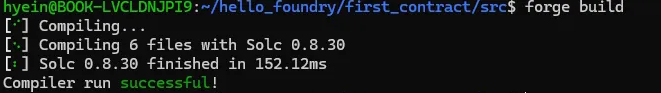 hyein@BOOK-LVCLDNJPI9:~/hello_foundry/first_contract/src$ forge build
[⠊] Compiling...
[⠢] Compiling 6 files with Solc 0.8.30
[⠆] Solc 0.8.30 finished in 152.12ms
Compiler run successful!